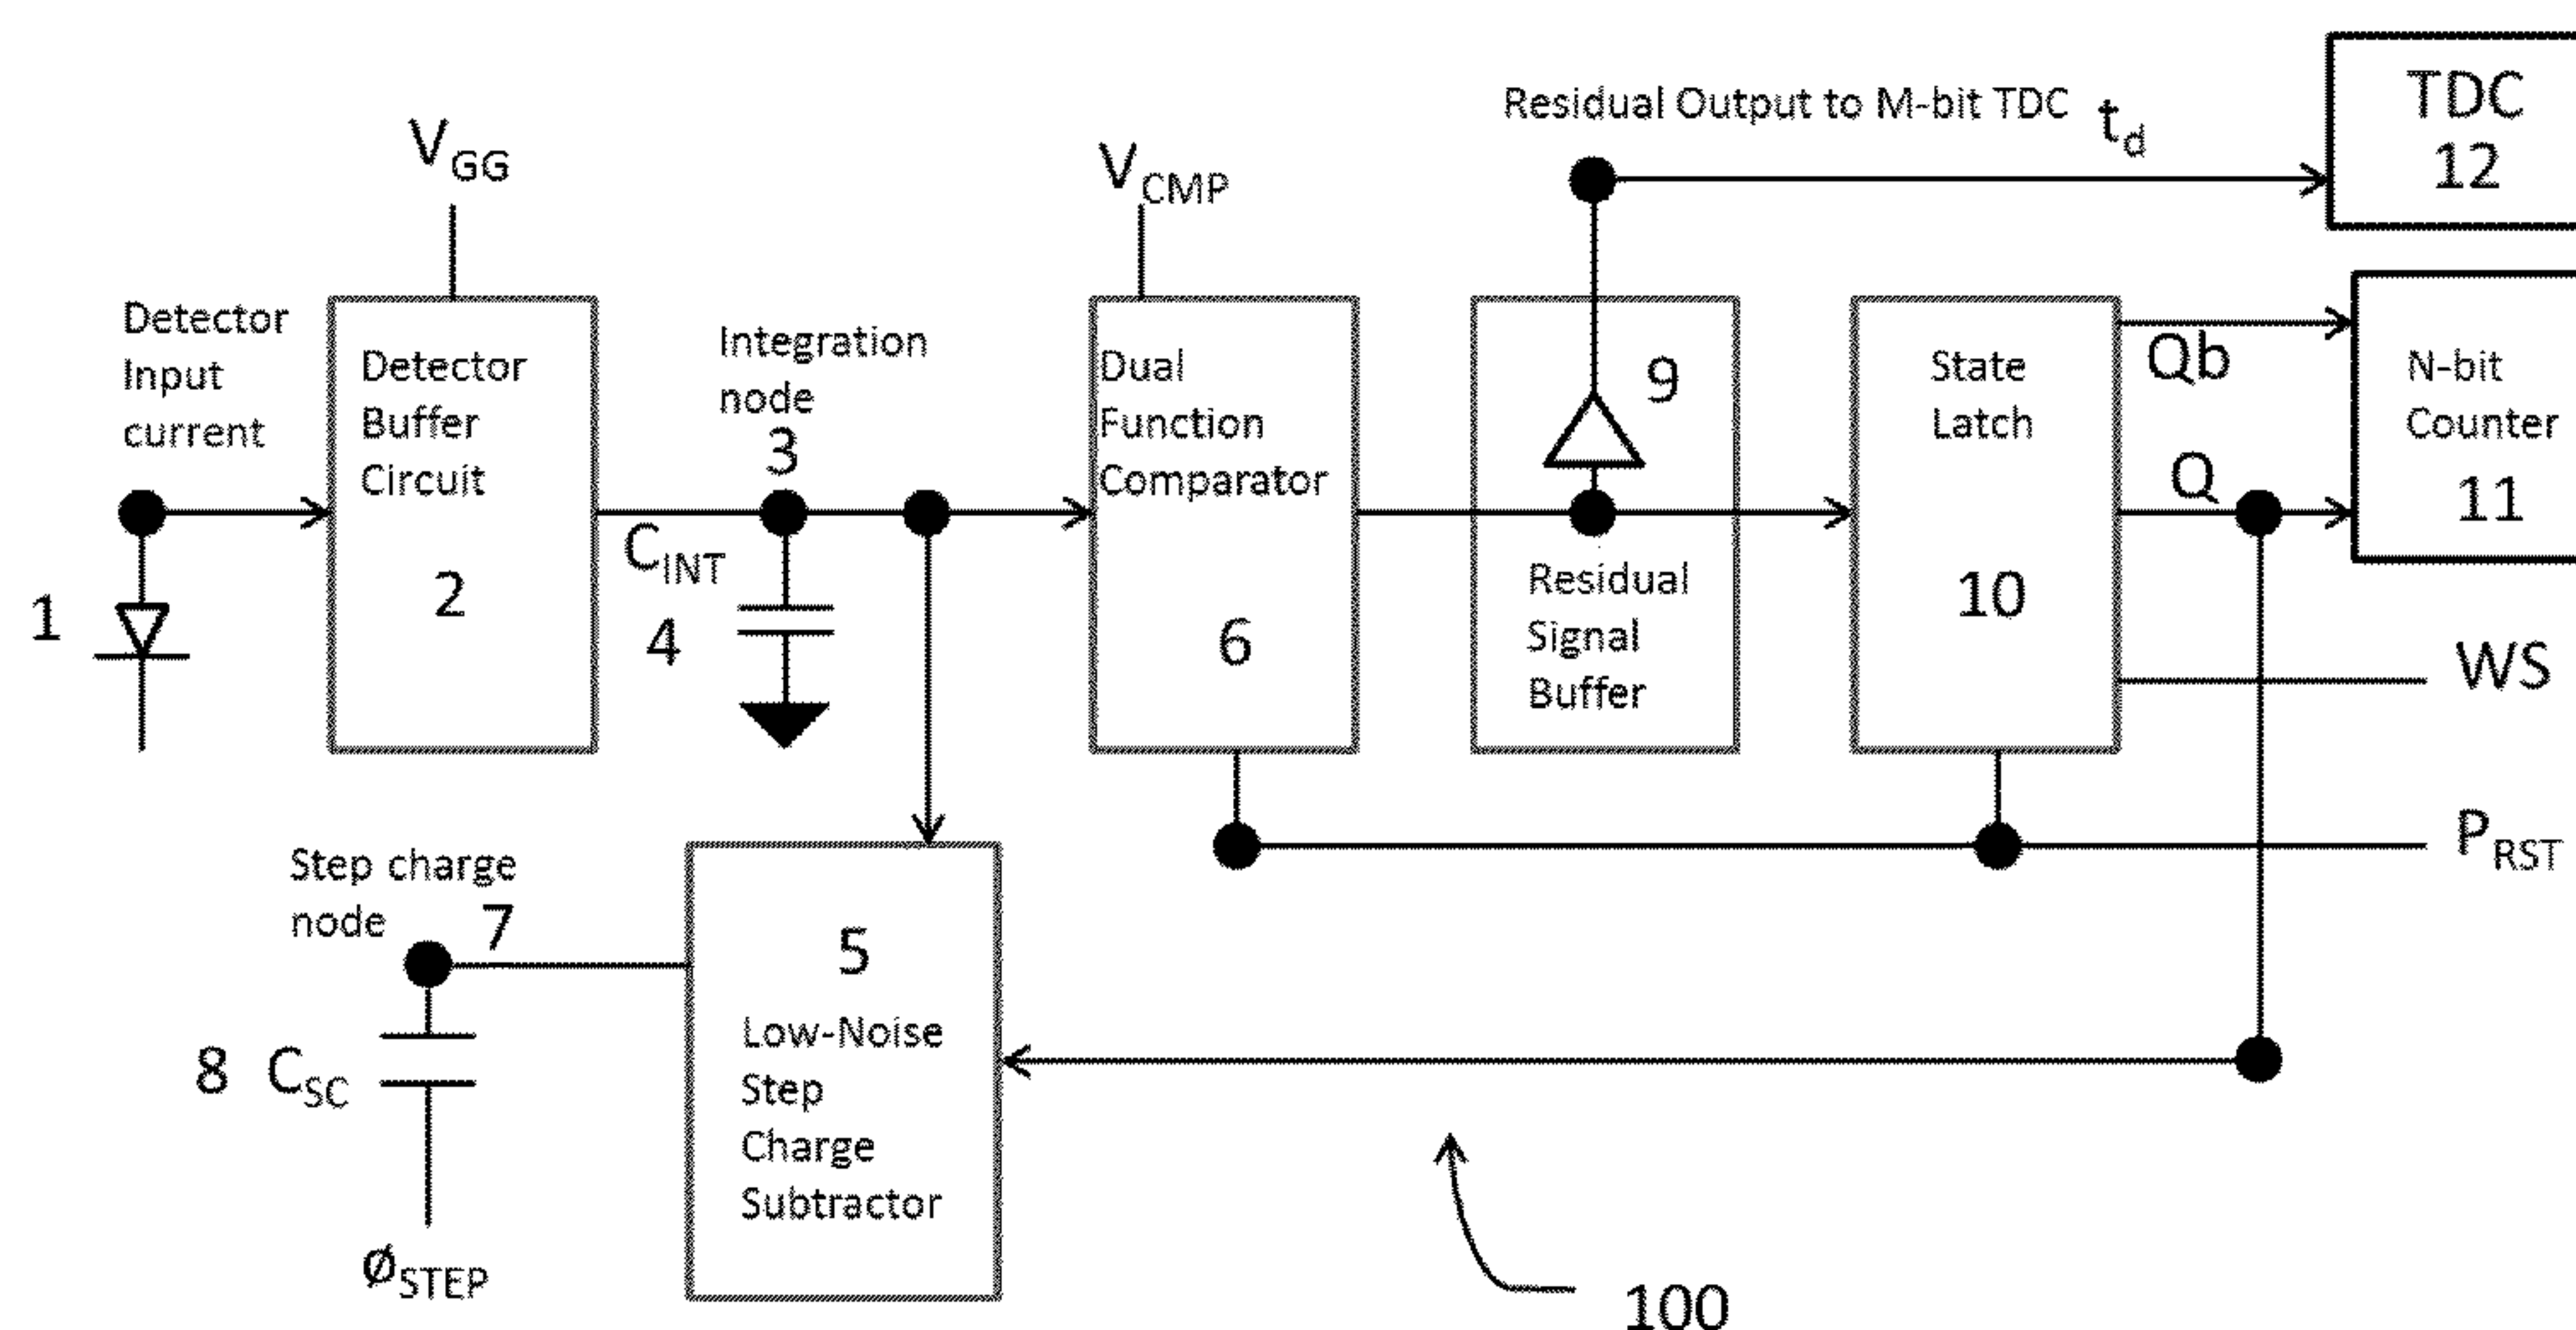 TDC
12
Residual Output to M-bit TDC t_d
V_GG
V_CMP
Detector
Input
current
Detector
Buffer
Circuit
2
Integration
node
3
Dual
Function
Comparator
6
9
Residual
Signal
Buffer
State
Latch
10
Qb
Q
N-bit
Counter
11
1
C_INT
4
WS
P_RST
Step charge
node
7
5
Low-Noise
Step
Charge
Subtractor
8 C_SC
ø_STEP
100